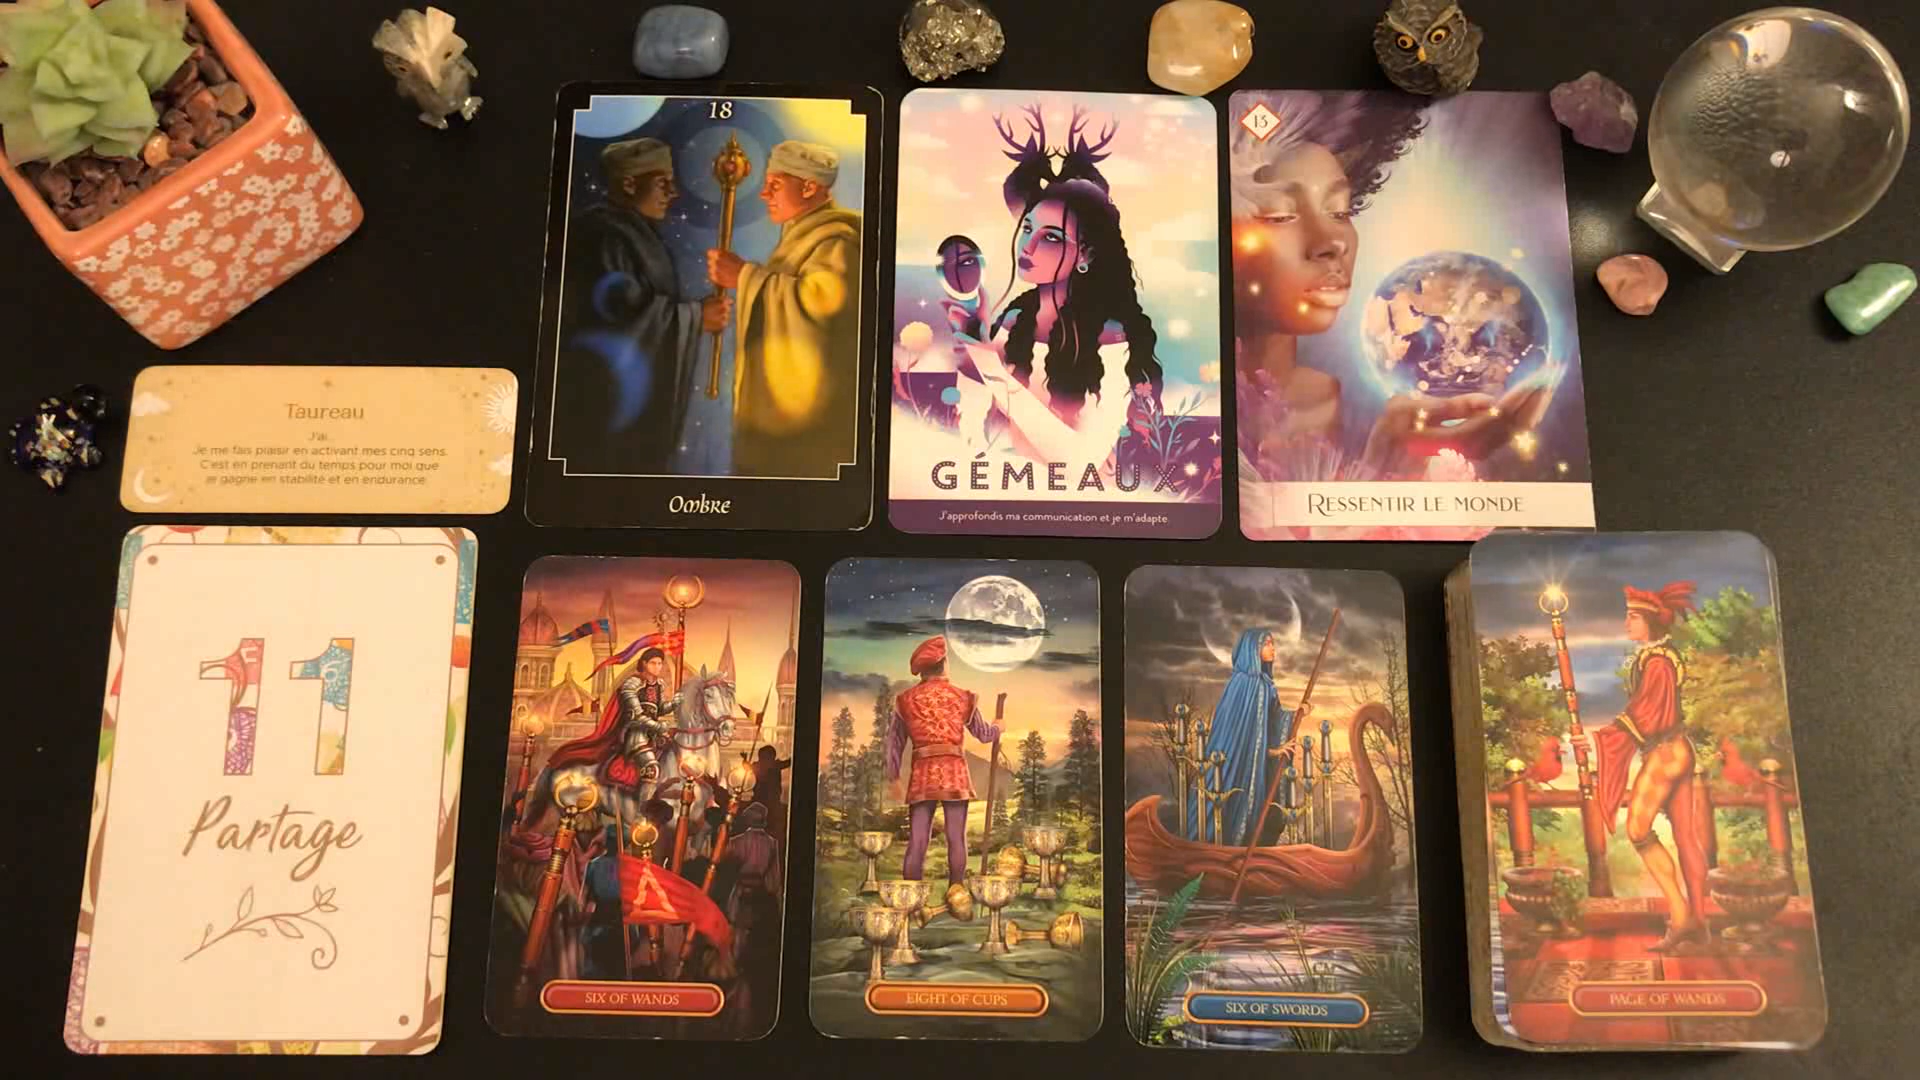 18
13
Taureau
J'ai...
Je me fais plaisir en activant mes cinq sens.
C'est en prenant du temps pour moi que
je gagne en stabilité et en endurance.
Ombre
GÉMEAUX
J'approfondis ma communication et je m'adapte.
RESSENTIR LE MONDE
11
Partage
SIX OF WANDS
EIGHT OF CUPS
SIX OF SWORDS
PAGE OF WANDS